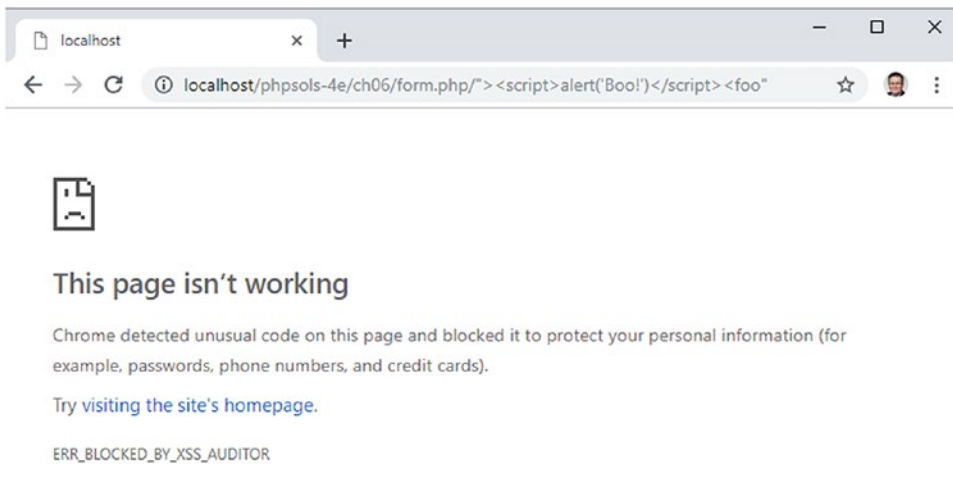 localhost
localhost/phpsols-4e/ch06/form.php/"><script>alert('Boo!')</script><foo"
This page isn't working
Chrome detected unusual code on this page and blocked it to protect your personal information (for
example, passwords, phone numbers, and credit cards).
Try visiting the site's homepage.
ERR_BLOCKED_BY_XSS_AUDITOR